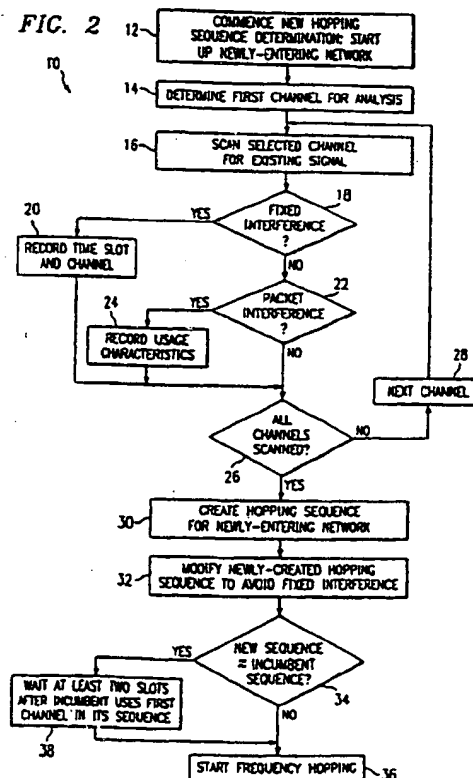 FIG. 2
10
12
COMMENCE NEW HOPPING
SEQUENCE DETERMINATION: START
UP NEWLY-ENTERING NETWORK
14
DETERMINE FIRST CHANNEL FOR ANALYSIS
16
SCAN SELECTED CHANNEL
FOR EXISTING SIGNAL
18
FIXED
INTERFERENCE
?
YES
NO
20
RECORD TIME SLOT
AND CHANNEL
22
PACKET
INTERFERENCE
?
YES
NO
24
RECORD USAGE
CHARACTERISTICS
28
NEXT CHANNEL
ALL
CHANNELS
SCANNED?
NO
26
YES
30
CREATE HOPPING SEQUENCE
FOR NEWLY-ENTERING NETWORK
32
MODIFY NEWLY-CREATED HOPPING
SEQUENCE TO AVOID FIXED INTERFERENCE
YES
NEW SEQUENCE
= INCUMBENT
SEQUENCE?
34
NO
WAIT AT LEAST TWO SLOTS
AFTER INCUMBENT USES FIRST
CHANNEL IN ITS SEQUENCE
38
START FREQUENCY HOPPING
36